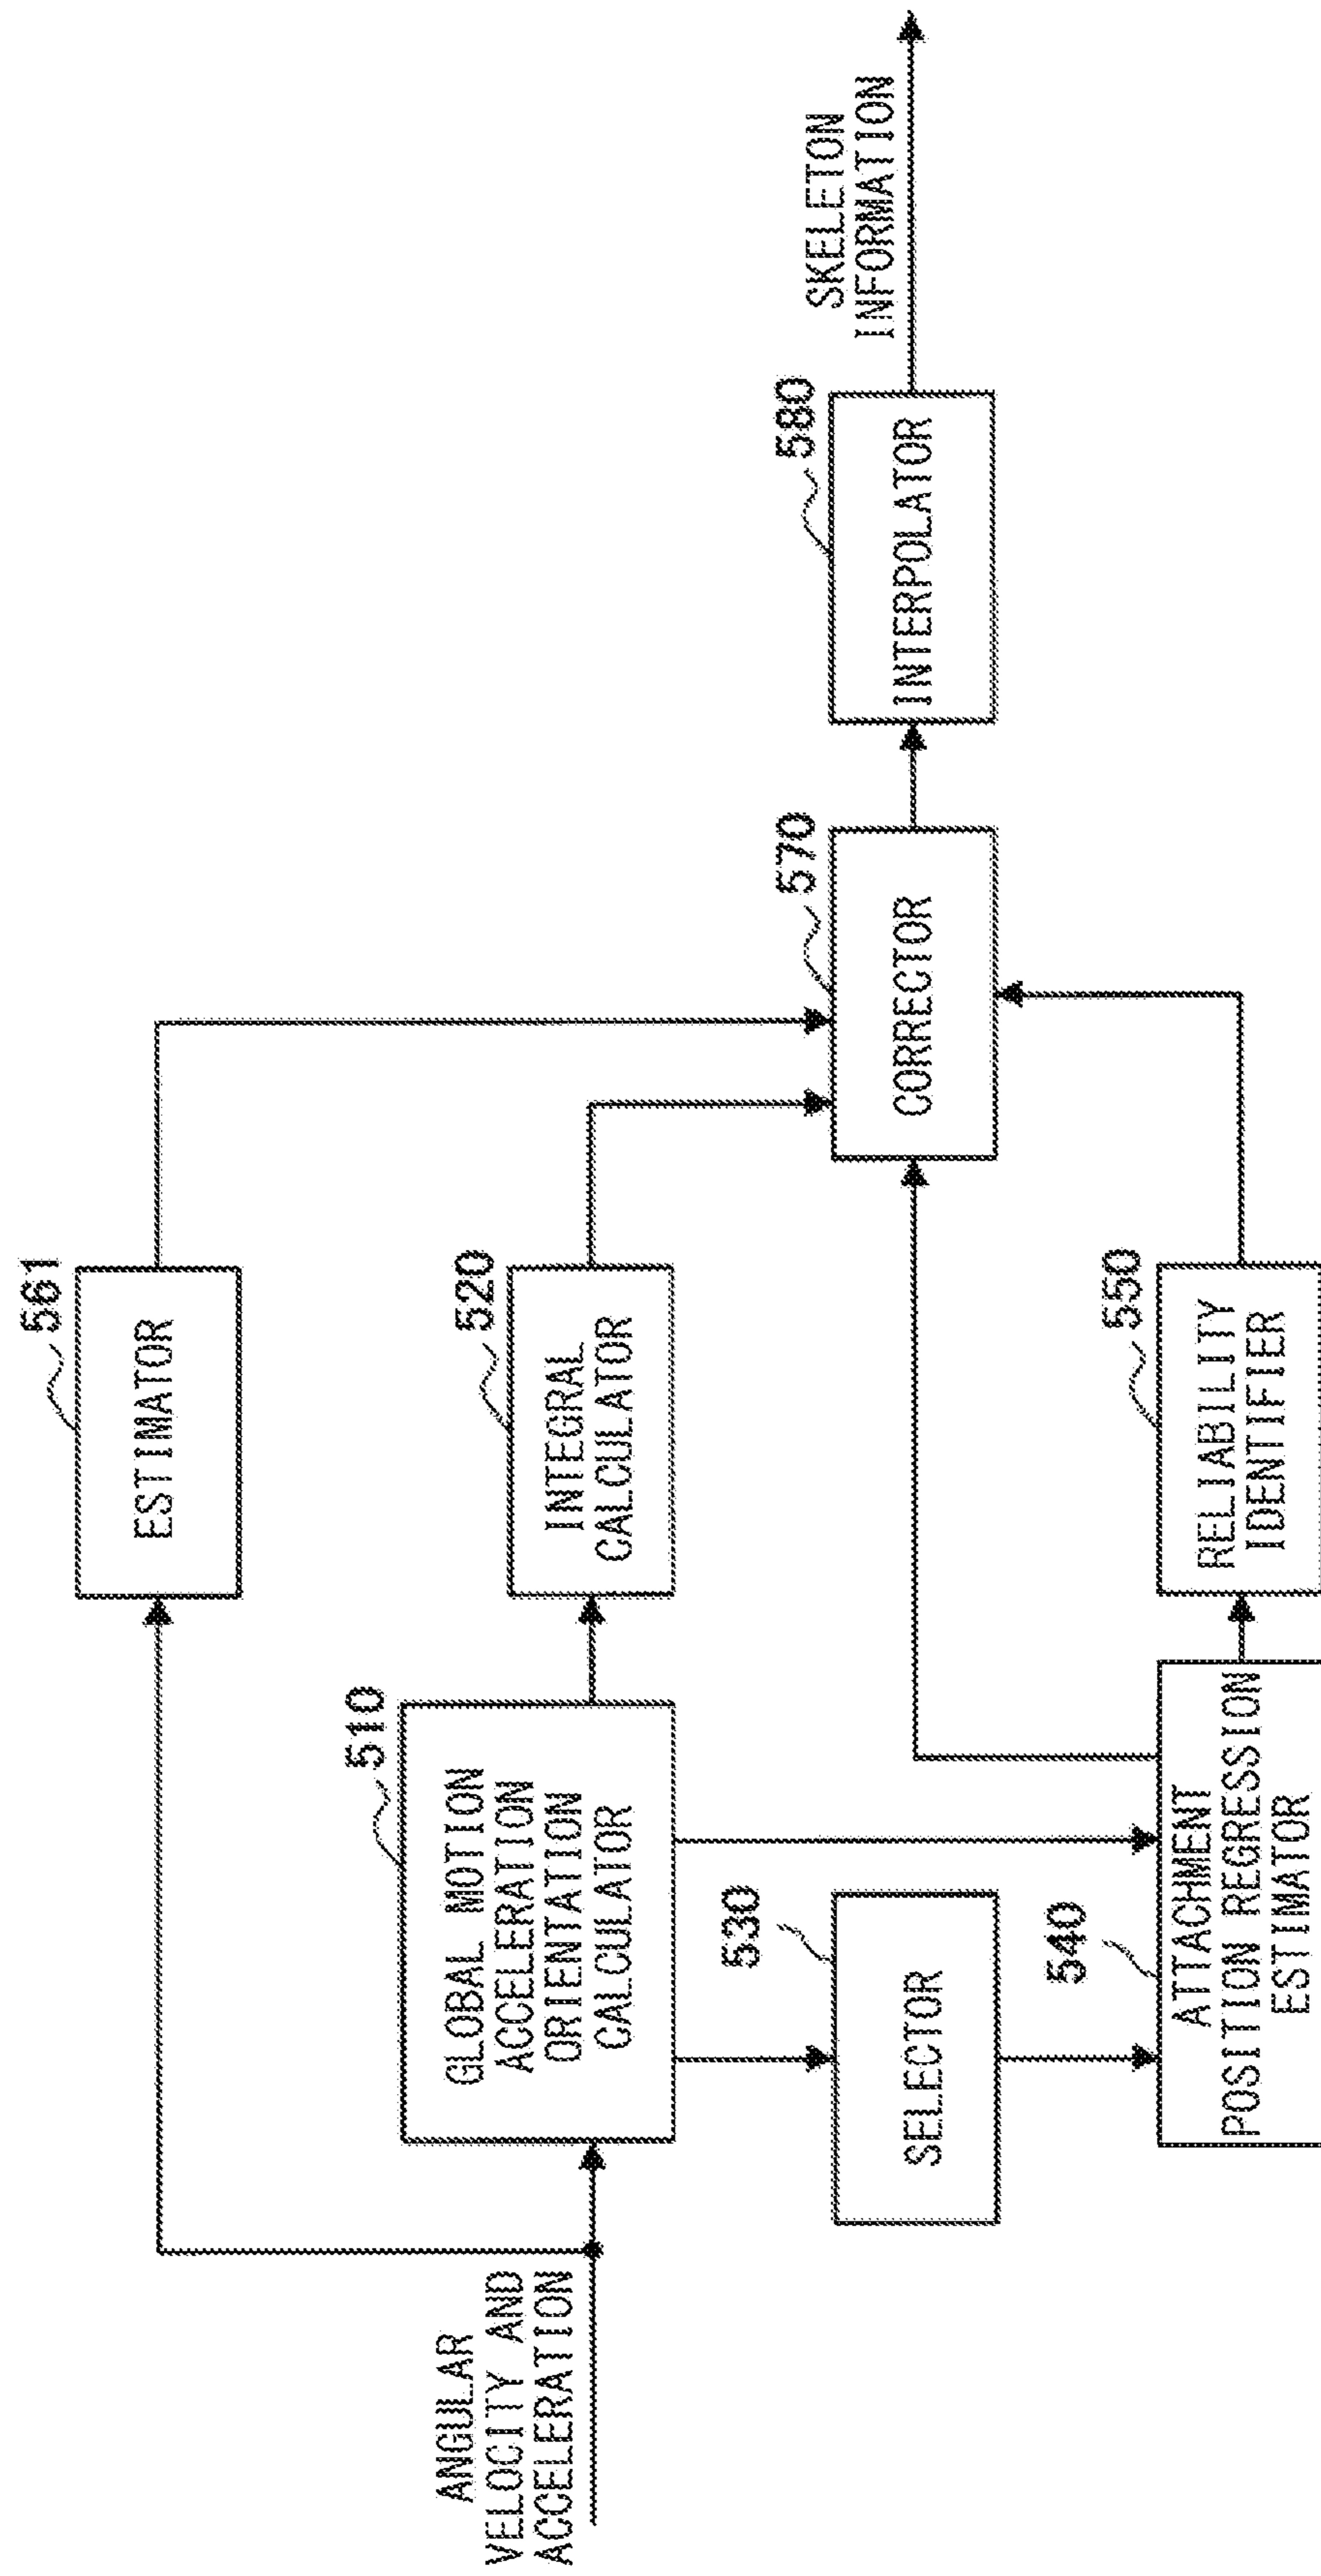 561
ESTIMATOR
510
GLOBAL MOTION
ACCELERATION
ORIENTATION
CALCULATOR
520
INTEGRAL
CALCULATOR
ANGULAR
VELOCITY AND
ACCELERATION
530
SELECTOR
570
CORRECTOR
580
INTERPOLATOR
SKELETON
INFORMATION
540
ATTACHMENT
POSITION REGRESSION
ESTIMATOR
550
RELIABILITY
IDENTIFIER